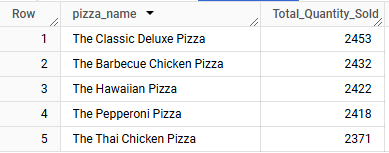 Row pizza_name Total_Quantity_Sold
1 The Classic Deluxe Pizza 2453
2 The Barbecue Chicken Pizza 2432
3 The Hawaiian Pizza 2422
4 The Pepperoni Pizza 2418
5 The Thai Chicken Pizza 2371